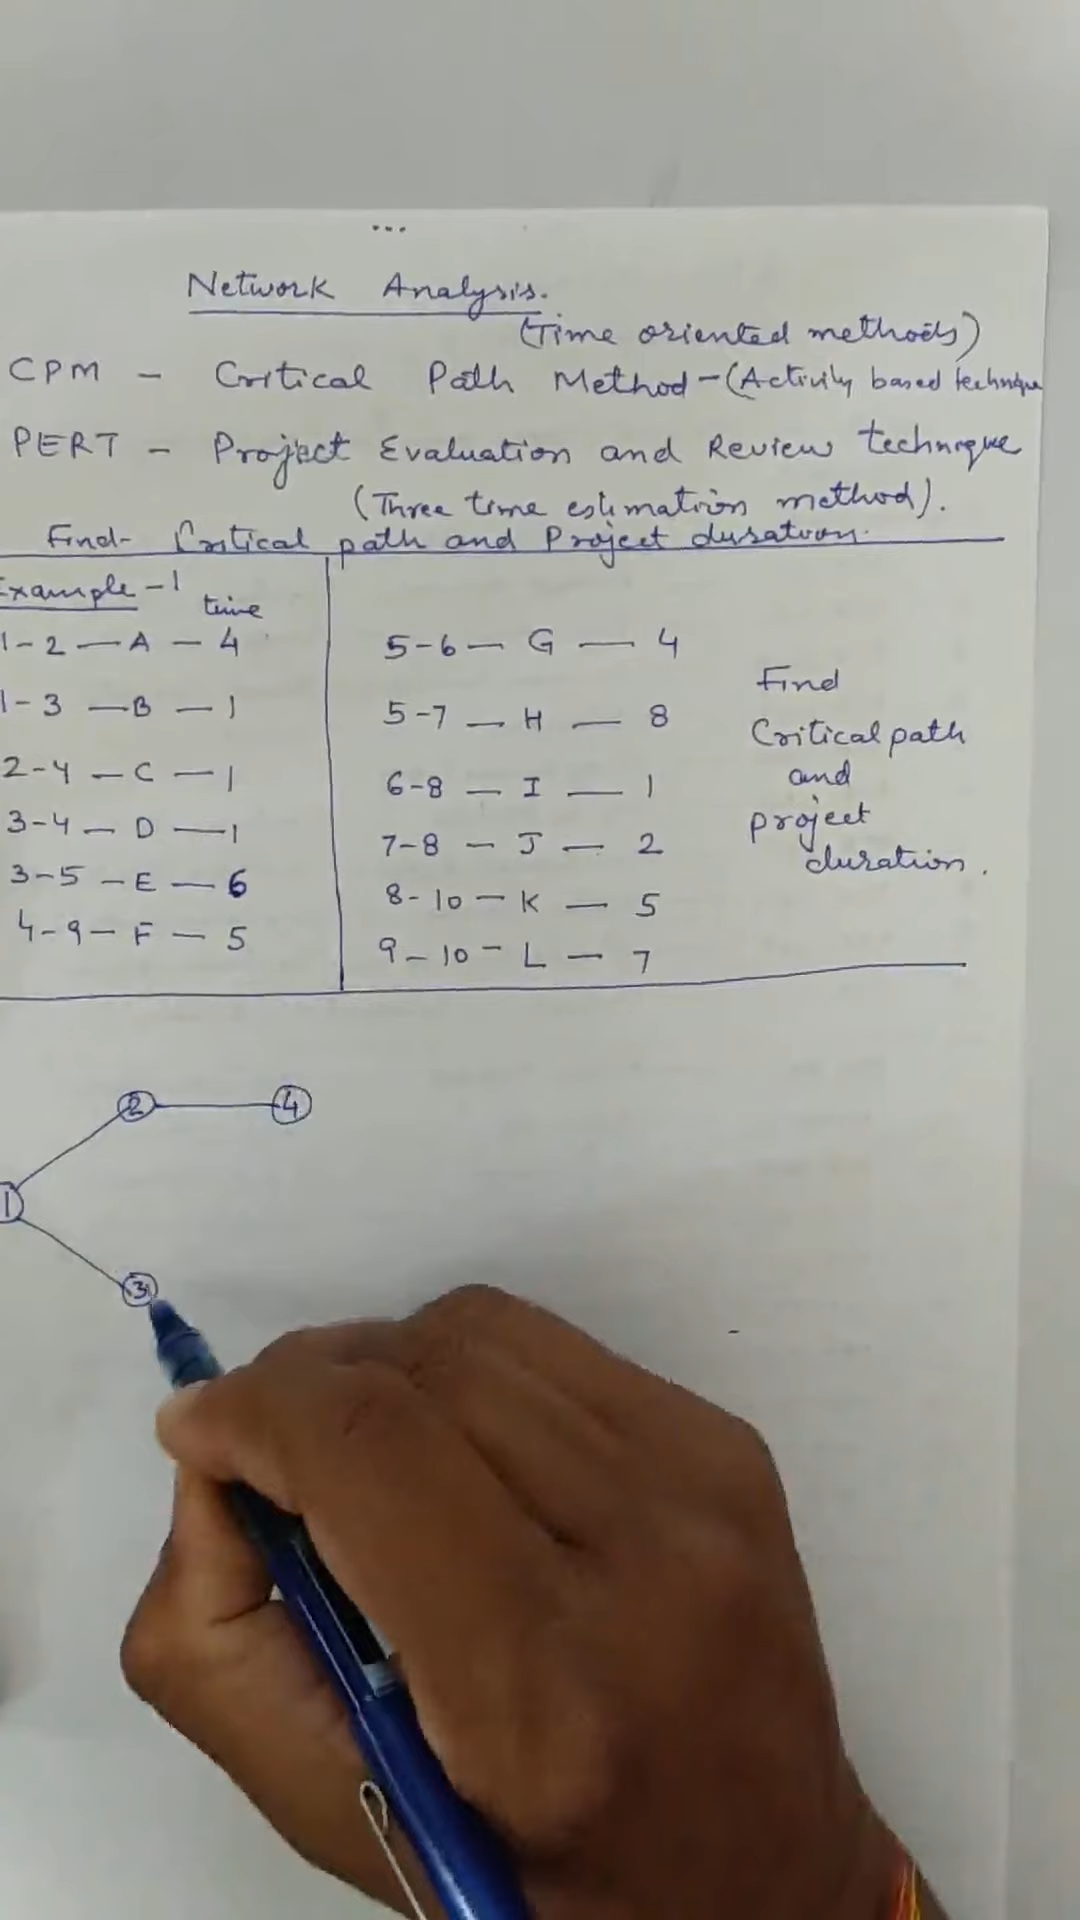 ...
Network Analysis.
(Time oriented methods)
CPM - Critical Path Method - (Activity based technique
PERT - Project Evaluation and Review technique
(Three time estimation method).
Find- Critical path and Project duration.
Example-1 time
1-2 — A — 4
1-3 — B — 1
2-4 — C — 1
3-4 — D — 1
3-5 — E — 6
4-9 — F — 5
5-6 — G — 4
5-7 — H — 8
6-8 — I — 1
7-8 — J — 2
8-10 — K — 5
9-10 — L — 7
Find
Critical path
and
project
duration.
2 4
1
3